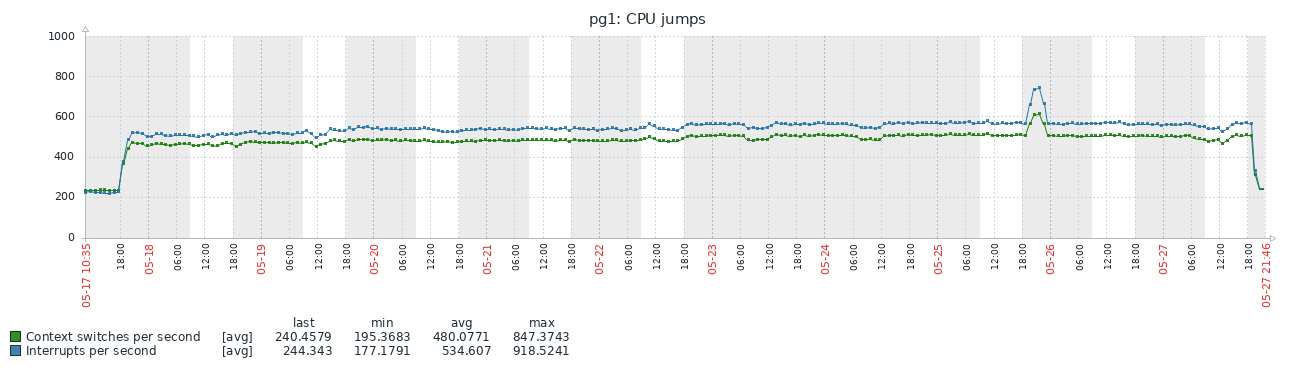 pg1: CPU jumps
1000
800
600
400
200
0
05-17 10:35 18:00 05-18 06:00 12:00 18:00 05-19 06:00 12:00 18:00 05-20 06:00 12:00 18:00 05-21 06:00 12:00 18:00 05-22 06:00 12:00 18:00 05-23 06:00 12:00 18:00 05-24 06:00 12:00 18:00 05-25 06:00 12:00 18:00 05-26 06:00 12:00 18:00 05-27 06:00 12:00 18:00 05-27 21:46
last min avg max
Context switches per second [avg] 240.4579 195.3683 480.0771 847.3743
Interrupts per second [avg] 244.343 177.1791 534.607 918.5241